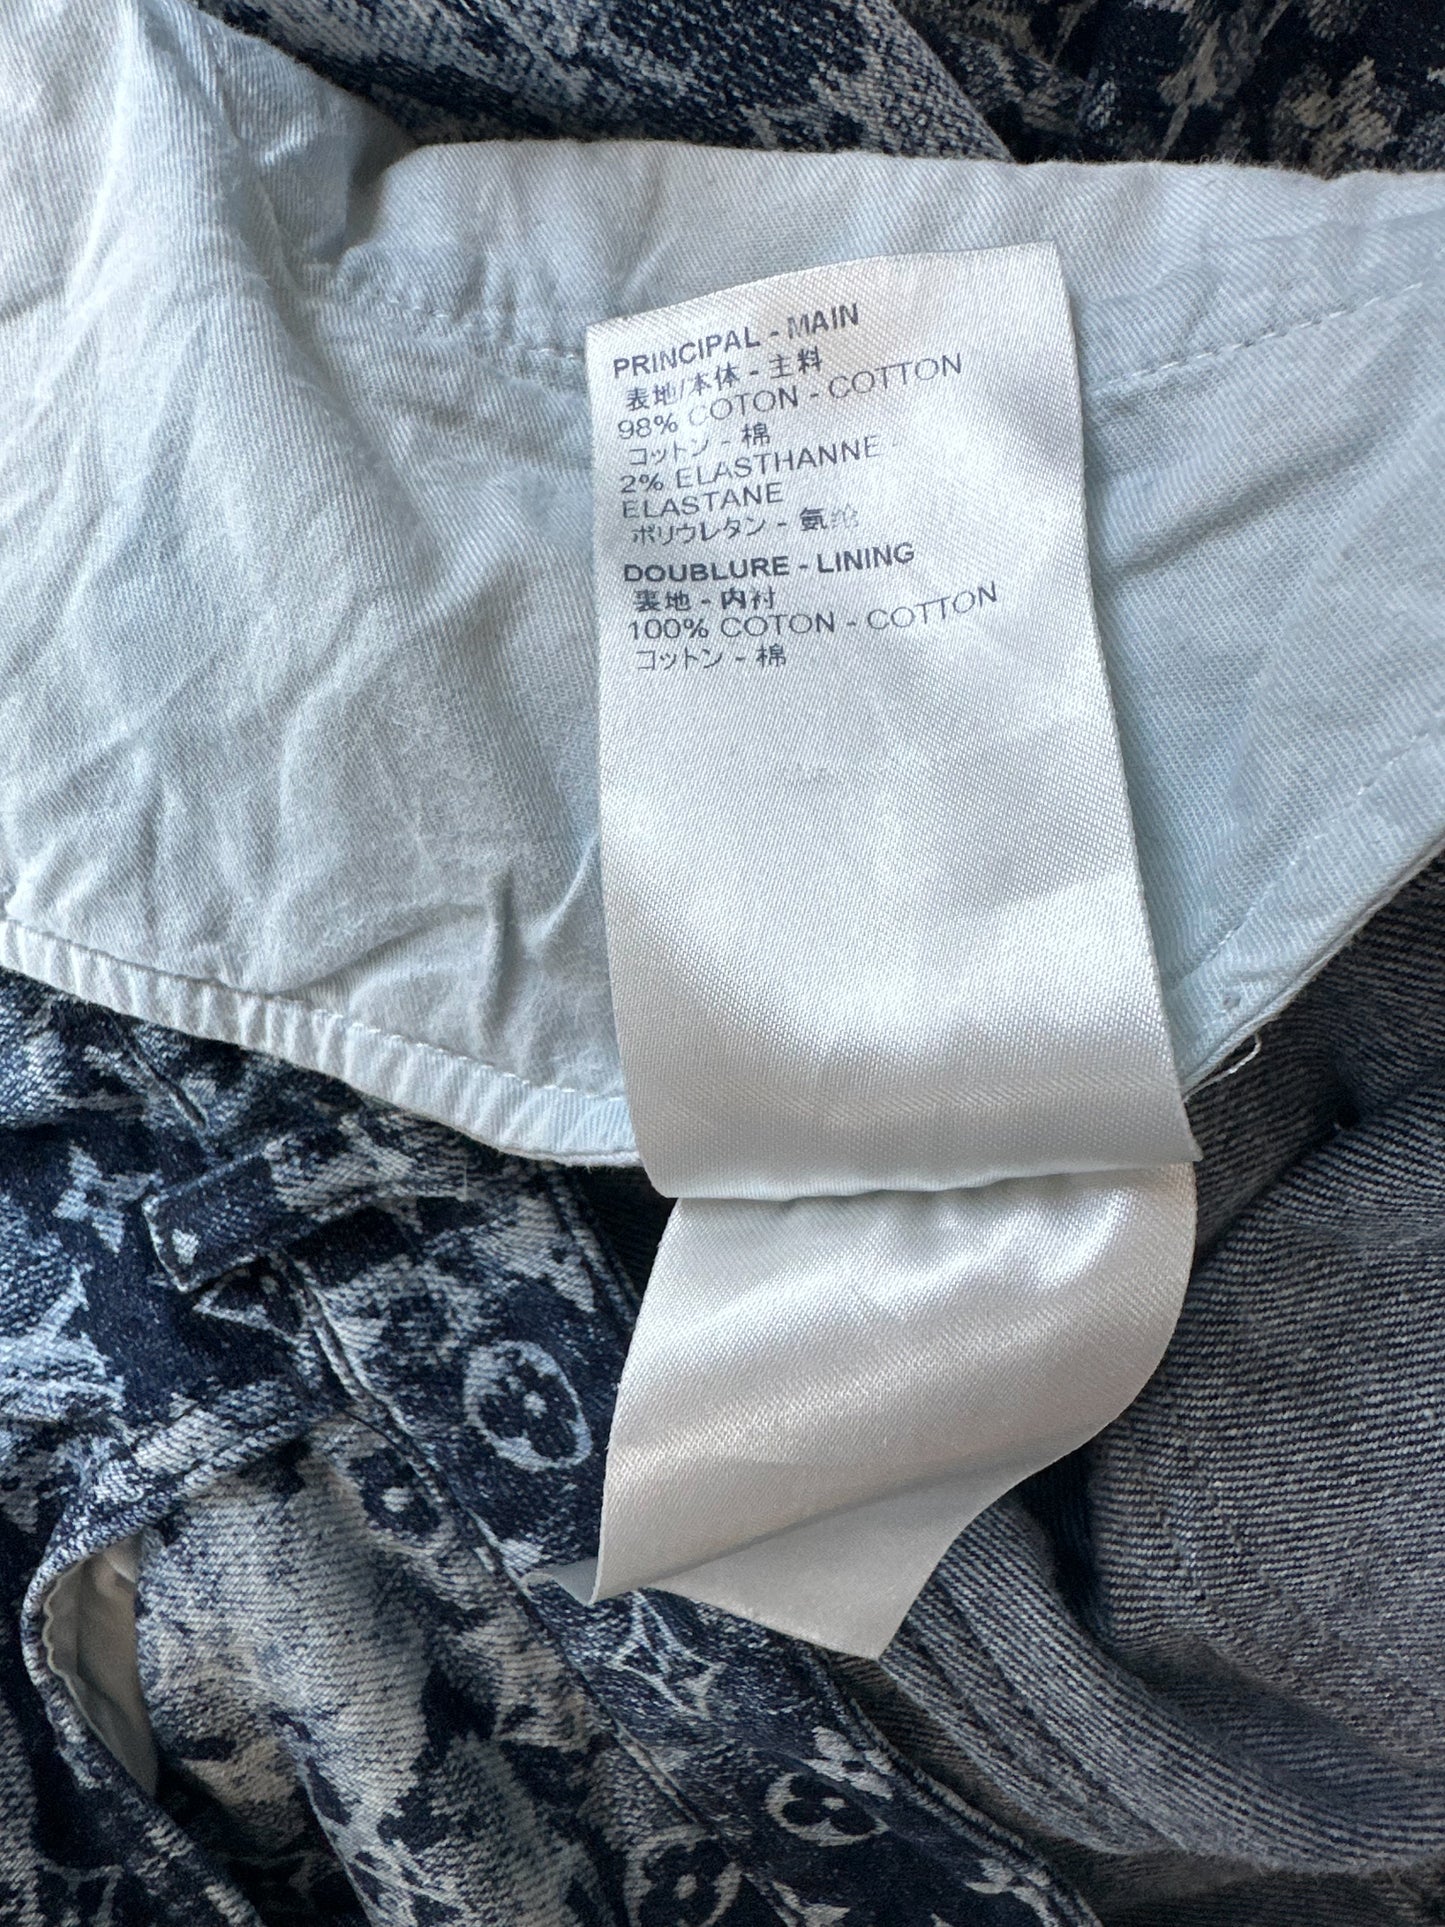 PRINCIPAL - MAIN
表地/本体 - 主料
98% COTON - COTTON
コットン - 棉
2% ELASTHANNE -
ELASTANE
ポリウレタン - 氨纶
DOUBLURE - LINING
裏地 - 内衬
100% COTON - COTTON
コットン - 棉